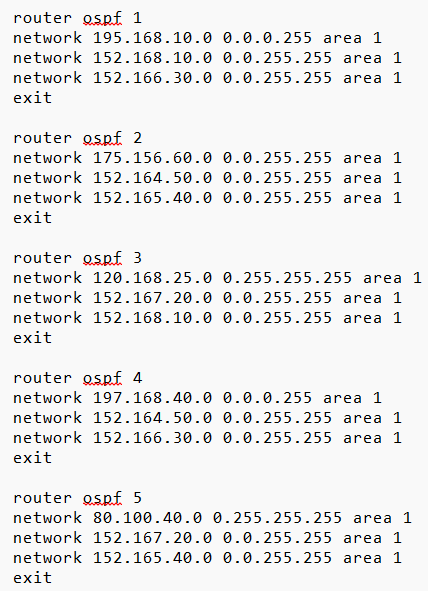 router ospf 1
network 195.168.10.0 0.0.0.255 area 1
network 152.168.10.0 0.0.255.255 area 1
network 152.166.30.0 0.0.255.255 area 1
exit
router ospf 2
network 175.156.60.0 0.0.255.255 area 1
network 152.164.50.0 0.0.255.255 area 1
network 152.165.40.0 0.0.255.255 area 1
exit
router ospf 3
network 120.168.25.0 0.255.255.255 area 1
network 152.167.20.0 0.0.255.255 area 1
network 152.168.10.0 0.0.255.255 area 1
exit
router ospf 4
network 197.168.40.0 0.0.0.255 area 1
network 152.164.50.0 0.0.255.255 area 1
network 152.166.30.0 0.0.255.255 area 1
exit
router ospf 5
network 80.100.40.0 0.255.255.255 area 1
network 152.167.20.0 0.0.255.255 area 1
network 152.165.40.0 0.0.255.255 area 1
exit